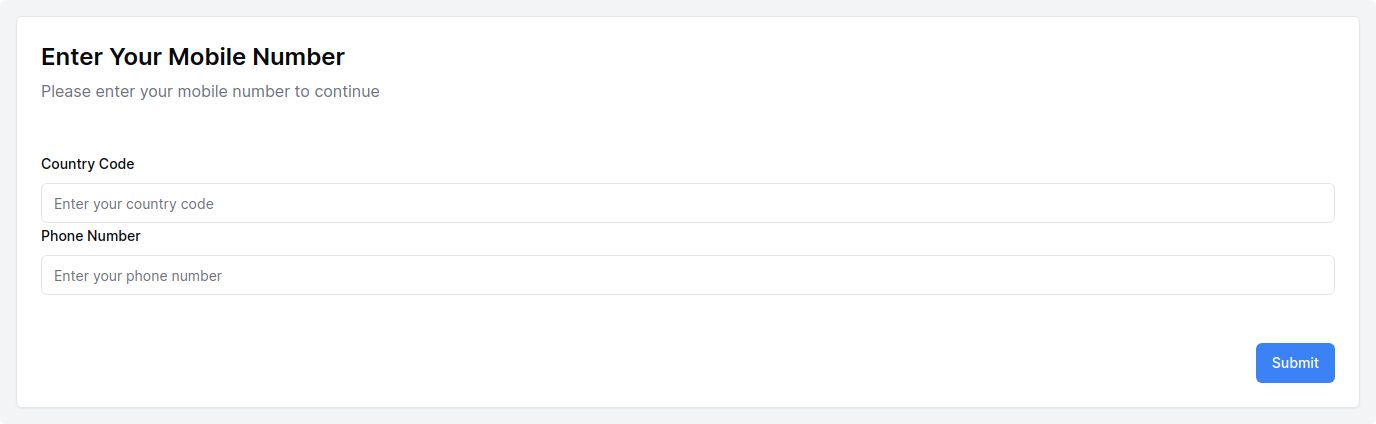 Enter Your Mobile Number
Please enter your mobile number to continue
Country Code
Enter your country code
Phone Number
Enter your phone number
Submit